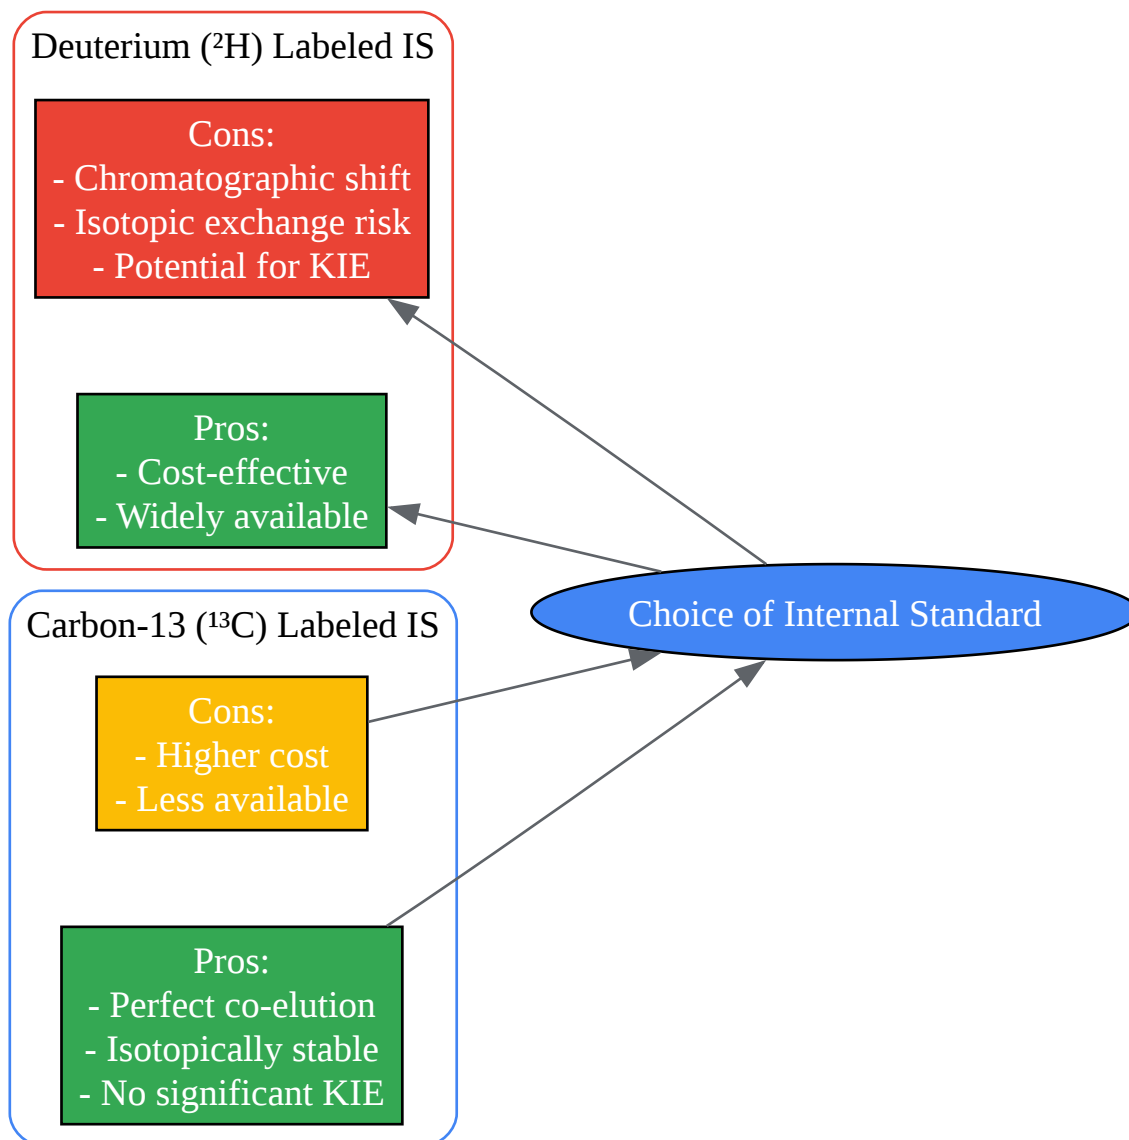 Deuterium (²H) Labeled IS
Cons:
- Chromatographic shift
- Isotopic exchange risk
- Potential for KIE
Pros:
- Cost-effective
- Widely available
Choice of Internal Standard
Carbon-13 (¹³C) Labeled IS
Cons:
- Higher cost
- Less available
Pros:
- Perfect co-elution
- Isotopically stable
- No significant KIE